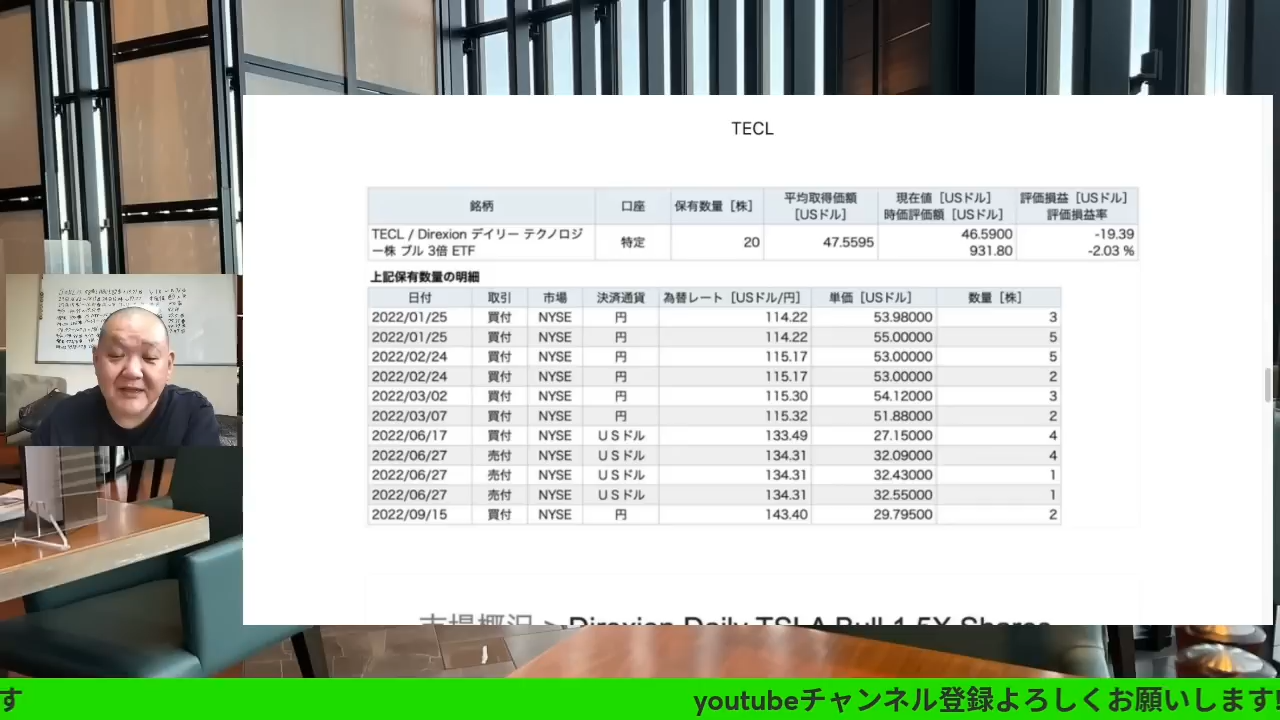 TECL
銘柄 口座 保有数量［株］ 平均取得価額［USドル］ 現在値［USドル］ 時価評価額［USドル］ 評価損益［USドル］ 評価損益率
TECL / Direxion デイリー テクノロジ
ー株 ブル 3倍 ETF
特定 20 47.5595 46.5900 931.80 -19.39 -2.03 %
上記保有数量の明細
日付 取引 市場 決済通貨 為替レート［USドル/円］ 単価［USドル］ 数量［株］
2022/01/25 買付 NYSE 円 114.22 53.98000 3
2022/01/25 買付 NYSE 円 114.22 55.00000 5
2022/02/24 買付 NYSE 円 115.17 53.00000 5
2022/02/24 買付 NYSE 円 115.17 53.00000 2
2022/03/02 買付 NYSE 円 115.30 54.12000 3
2022/03/07 買付 NYSE 円 115.32 51.88000 2
2022/06/17 買付 NYSE ＵＳドル 133.49 27.15000 4
2022/06/27 売付 NYSE ＵＳドル 134.31 32.09000 4
2022/06/27 売付 NYSE ＵＳドル 134.31 32.43000 1
2022/06/27 売付 NYSE ＵＳドル 134.31 32.55000 1
2022/09/15 買付 NYSE 円 143.40 29.79500 2
市場概況 > Direxion Daily TSLA Bull 1.5X Shares
す youtubeチャンネル登録よろしくお願いします!